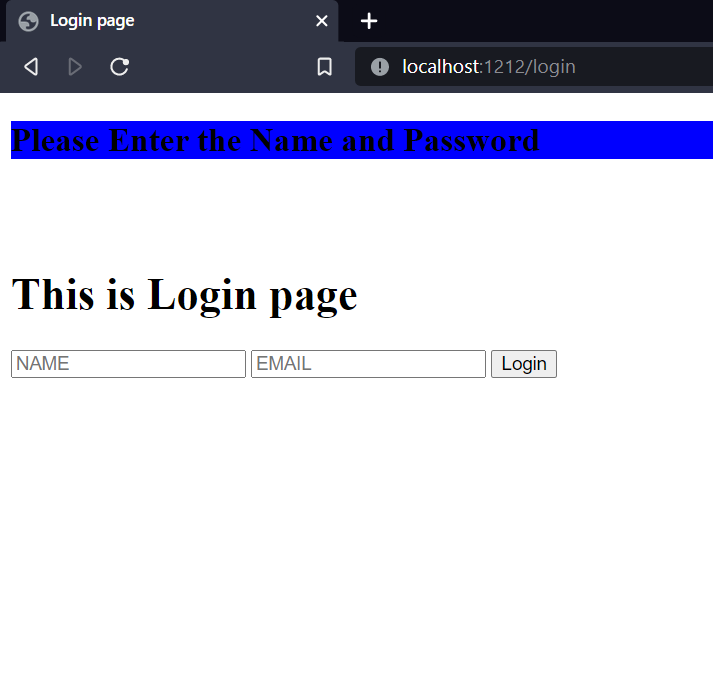 Login page
localhost:1212/login
Please Enter the Name and Password
This is Login page
NAME EMAIL Login